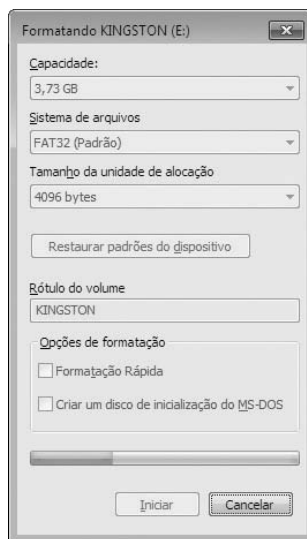 Formatando KINGSTON (E:)
Capacidade:
3,73 GB
Sistema de arquivos
FAT32 (Padrão)
Tamanho da unidade de alocação
4096 bytes
Restaurar padrões do dispositivo
Rótulo do volume
KINGSTON
Opções de formatação
Formatação Rápida
Criar um disco de inicialização do MS-DOS
Iniciar
Cancelar